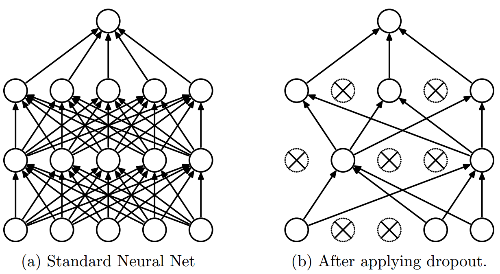 (a) Standard Neural Net
(b) After applying dropout.